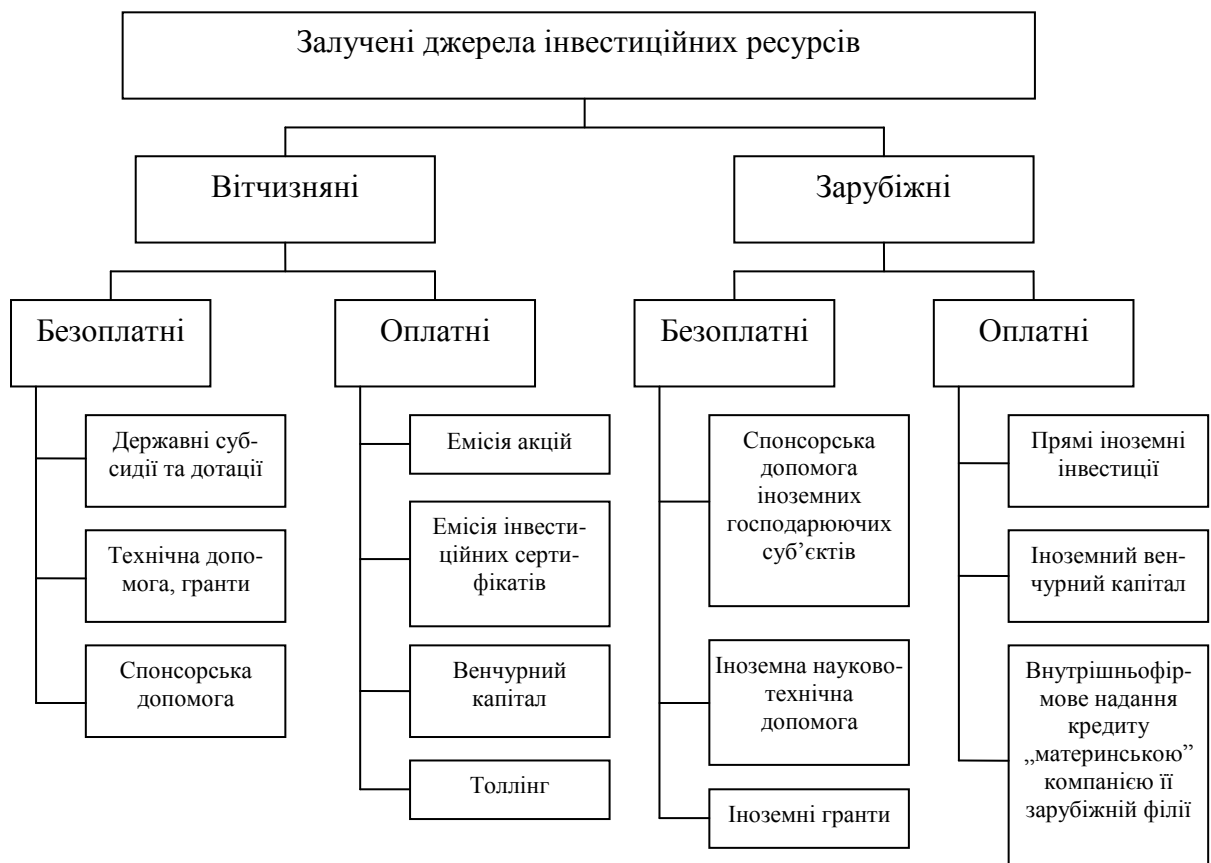 Залучені джерела інвестиційних ресурсів
Вітчизняні
Зарубіжні
Безоплатні
Оплатні
Безоплатні
Оплатні
Державні суб-
сидії та дотації
Технічна допо-
мога, гранти
Спонсорська
допомога
Емісія акцій
Емісія інвести-
ційних серти-
фікатів
Венчурний
капітал
Толлінг
Спонсорська
допомога
іноземних
господарюючих
суб’єктів
Іноземна науково-
технічна
допомога
Іноземні гранти
Прямі іноземні
інвестиції
Іноземний вен-
чурний капітал
Внутрішньофір-
мове надання
кредиту
„материнською”
компанією її
зарубіжній філії